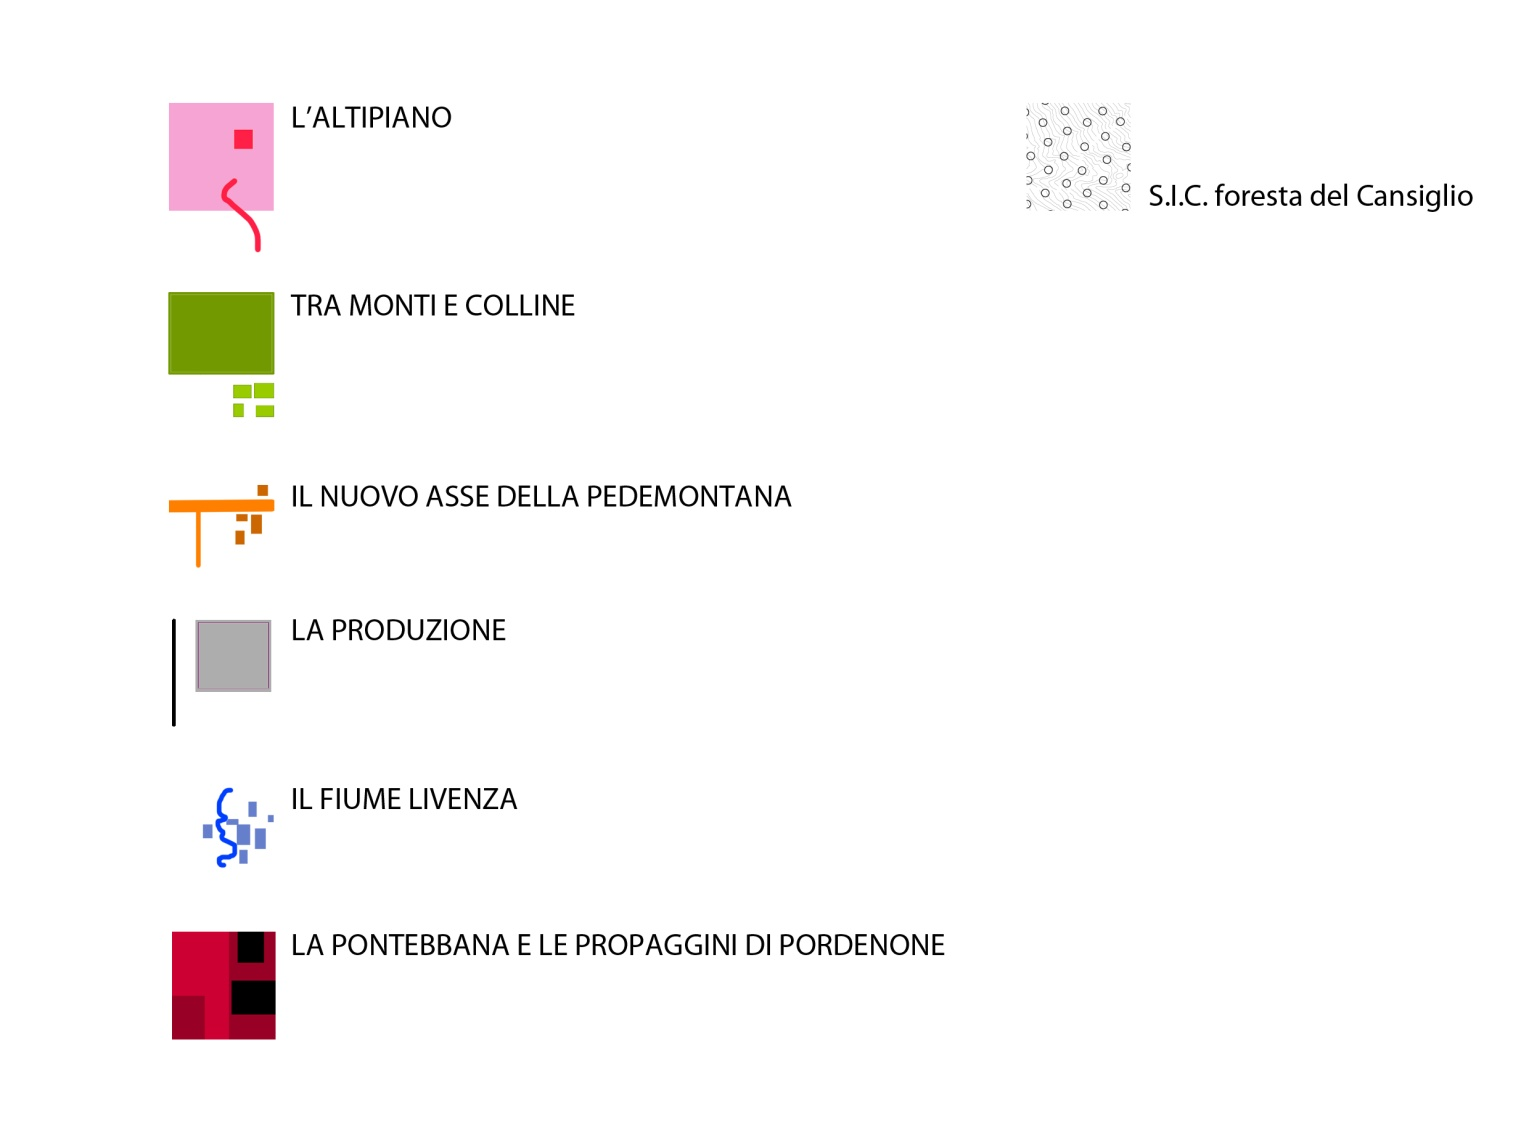 L’ALTIPIANO
S.I.C. foresta del Cansiglio
TRA MONTI E COLLINE
IL NUOVO ASSE DELLA PEDEMONTANA
LA PRODUZIONE
IL FIUME LIVENZA
LA PONTEBBANA E LE PROPAGGINI DI PORDENONE